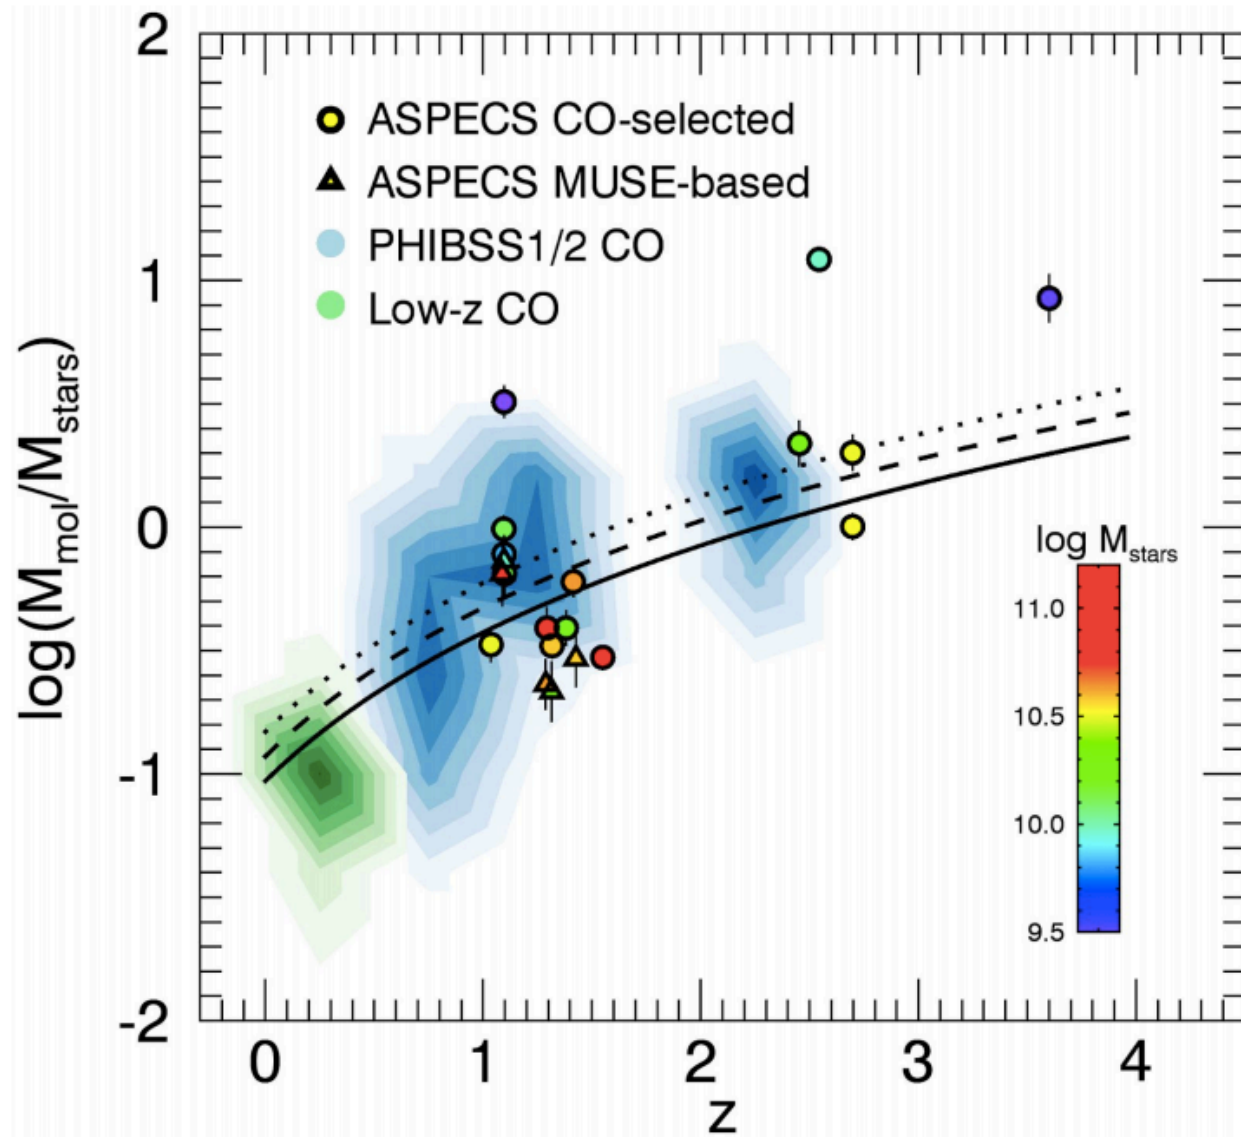 2
ASPECS CO-selected
ASPECS MUSE-based
PHIBSS1/2 CO
Low-z CO
1
log(Mmol/Mstars)
0
log Mstars
11.0
10.5
-1
10.0
9.5
-2
0 1 2 3 4
z